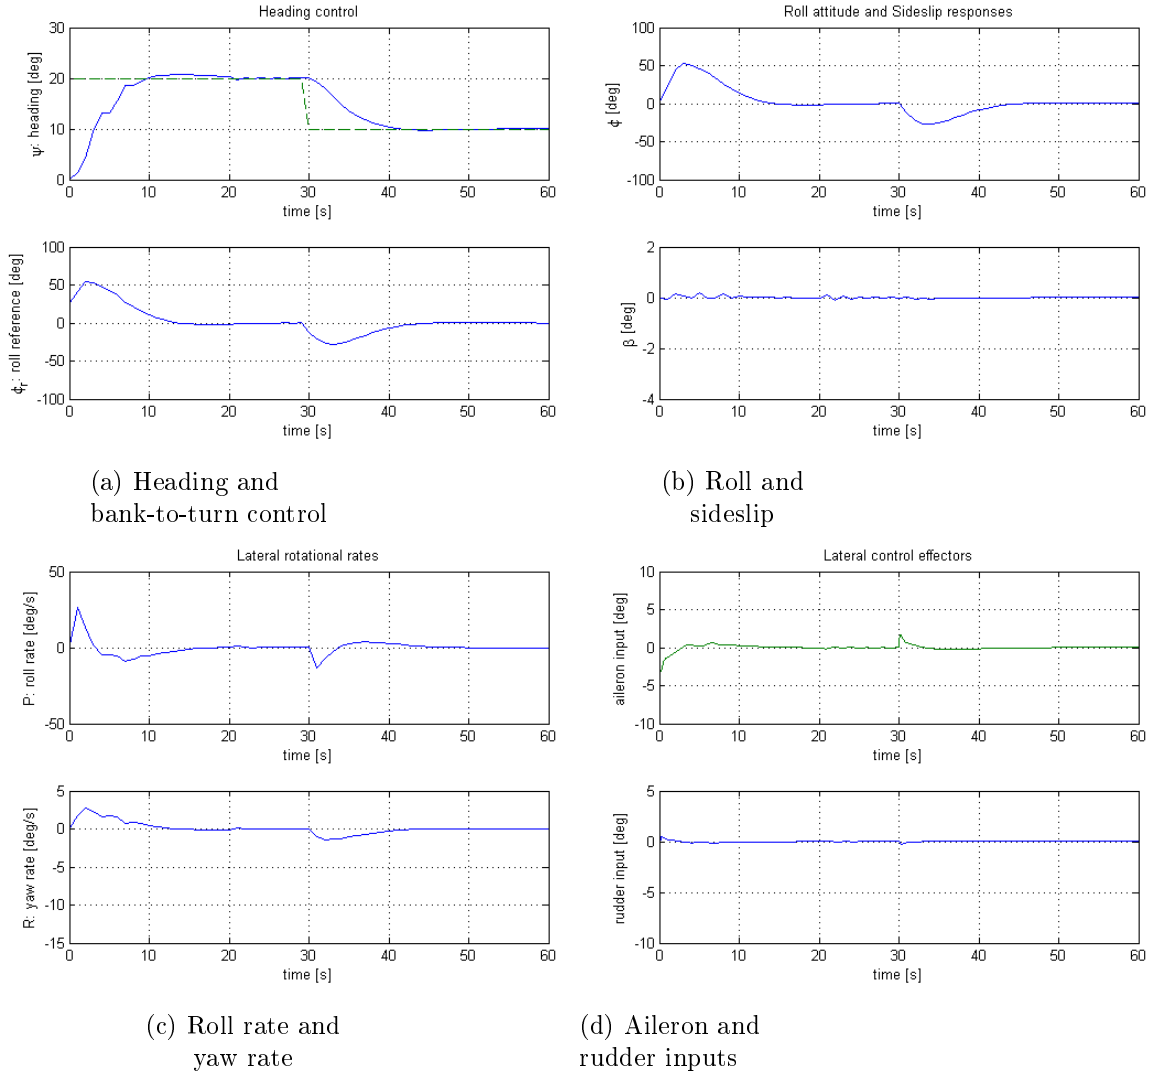 Heading control
30
20
10
0
ψ: heading [deg]
0 10 20 30 40 50 60
time [s]
100
50
0
-50
-100
ϕr: roll reference [deg]
0 10 20 30 40 50 60
time [s]
(a) Heading and
bank-to-turn control
Roll attitude and Sideslip responses
100
50
0
-50
-100
ϕ [deg]
0 10 20 30 40 50 60
time [s]
2
0
-2
-4
β [deg]
0 10 20 30 40 50 60
time [s]
(b) Roll and
sideslip
Lateral rotational rates
50
0
-50
P: roll rate [deg/s]
0 10 20 30 40 50 60
time [s]
5
0
-5
-10
-15
R: yaw rate [deg/s]
0 10 20 30 40 50 60
time [s]
(c) Roll rate and
yaw rate
Lateral control effectors
10
5
0
-5
-10
aileron input [deg]
0 10 20 30 40 50 60
time [s]
5
0
-5
-10
rudder input [deg]
0 10 20 30 40 50 60
time [s]
(d) Aileron and
rudder inputs